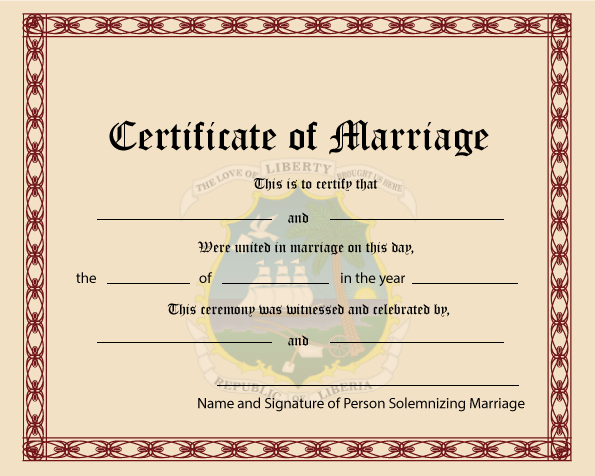 Certificate of Marriage
THE LOVE OF LIBERTY BROUGHT US HERE
This is to certify that
and
Were united in marriage on this day,
the of in the year
This ceremony was witnessed and celebrated by,
and
REPUBLIC OF LIBERIA
Name and Signature of Person Solemnizing Marriage